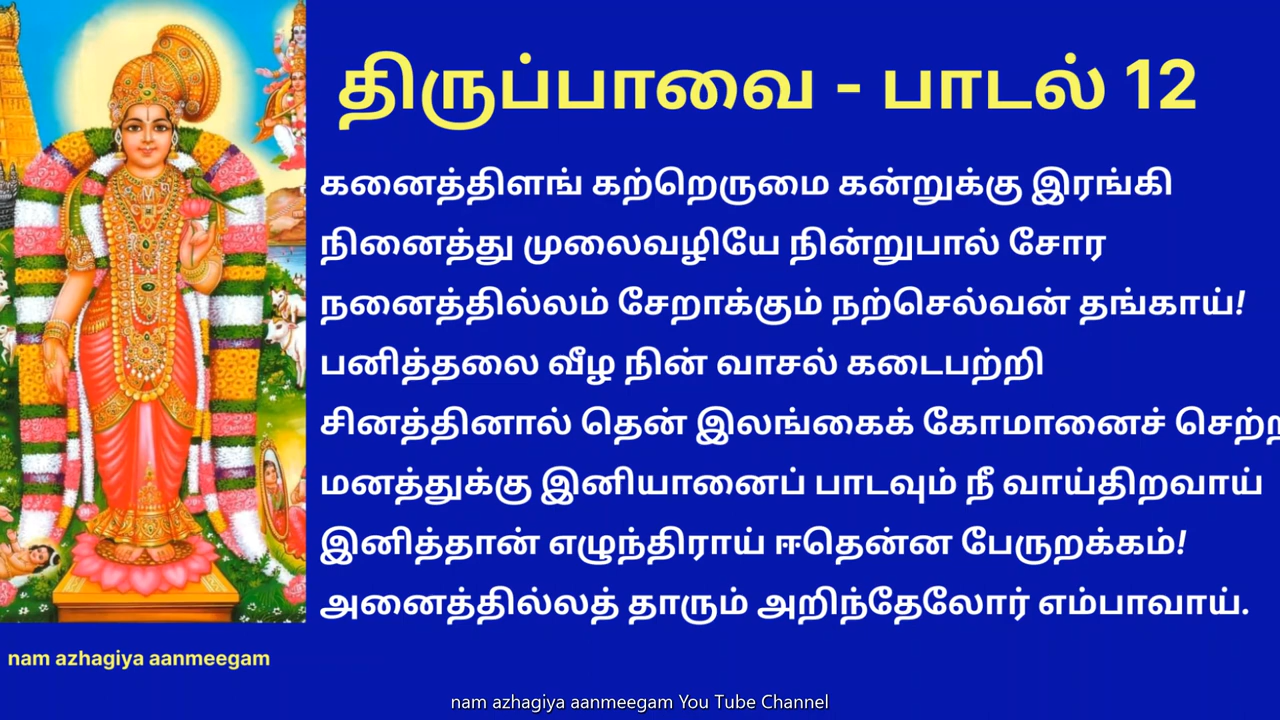 திருப்பாவை - பாடல் 12
கனைத்திளங் கற்றெருமை கன்றுக்கு இரங்கி
நினைத்து முலைவழியே நின்றுபால் சோர
நனைத்தில்லம் சேறாக்கும் நற்செல்வன் தங்காய்!
பனித்தலை வீழ நின் வாசல் கடைபற்றி
சினத்தினால் தென் இலங்கைக் கோமானைச்
மனத்துக்கு இனியானைப் பாடவும் நீ வாய்திறவாய்
இனித்தான் எழுந்திராய் ஈதென்ன பேருறக்கம்!
அனைத்தில்லத் தாரும் அறிந்தேலோர் எம்பாவாய்.
nam azhagiya aanmeegam
nam azhagiya aanmeegam You Tube Channel